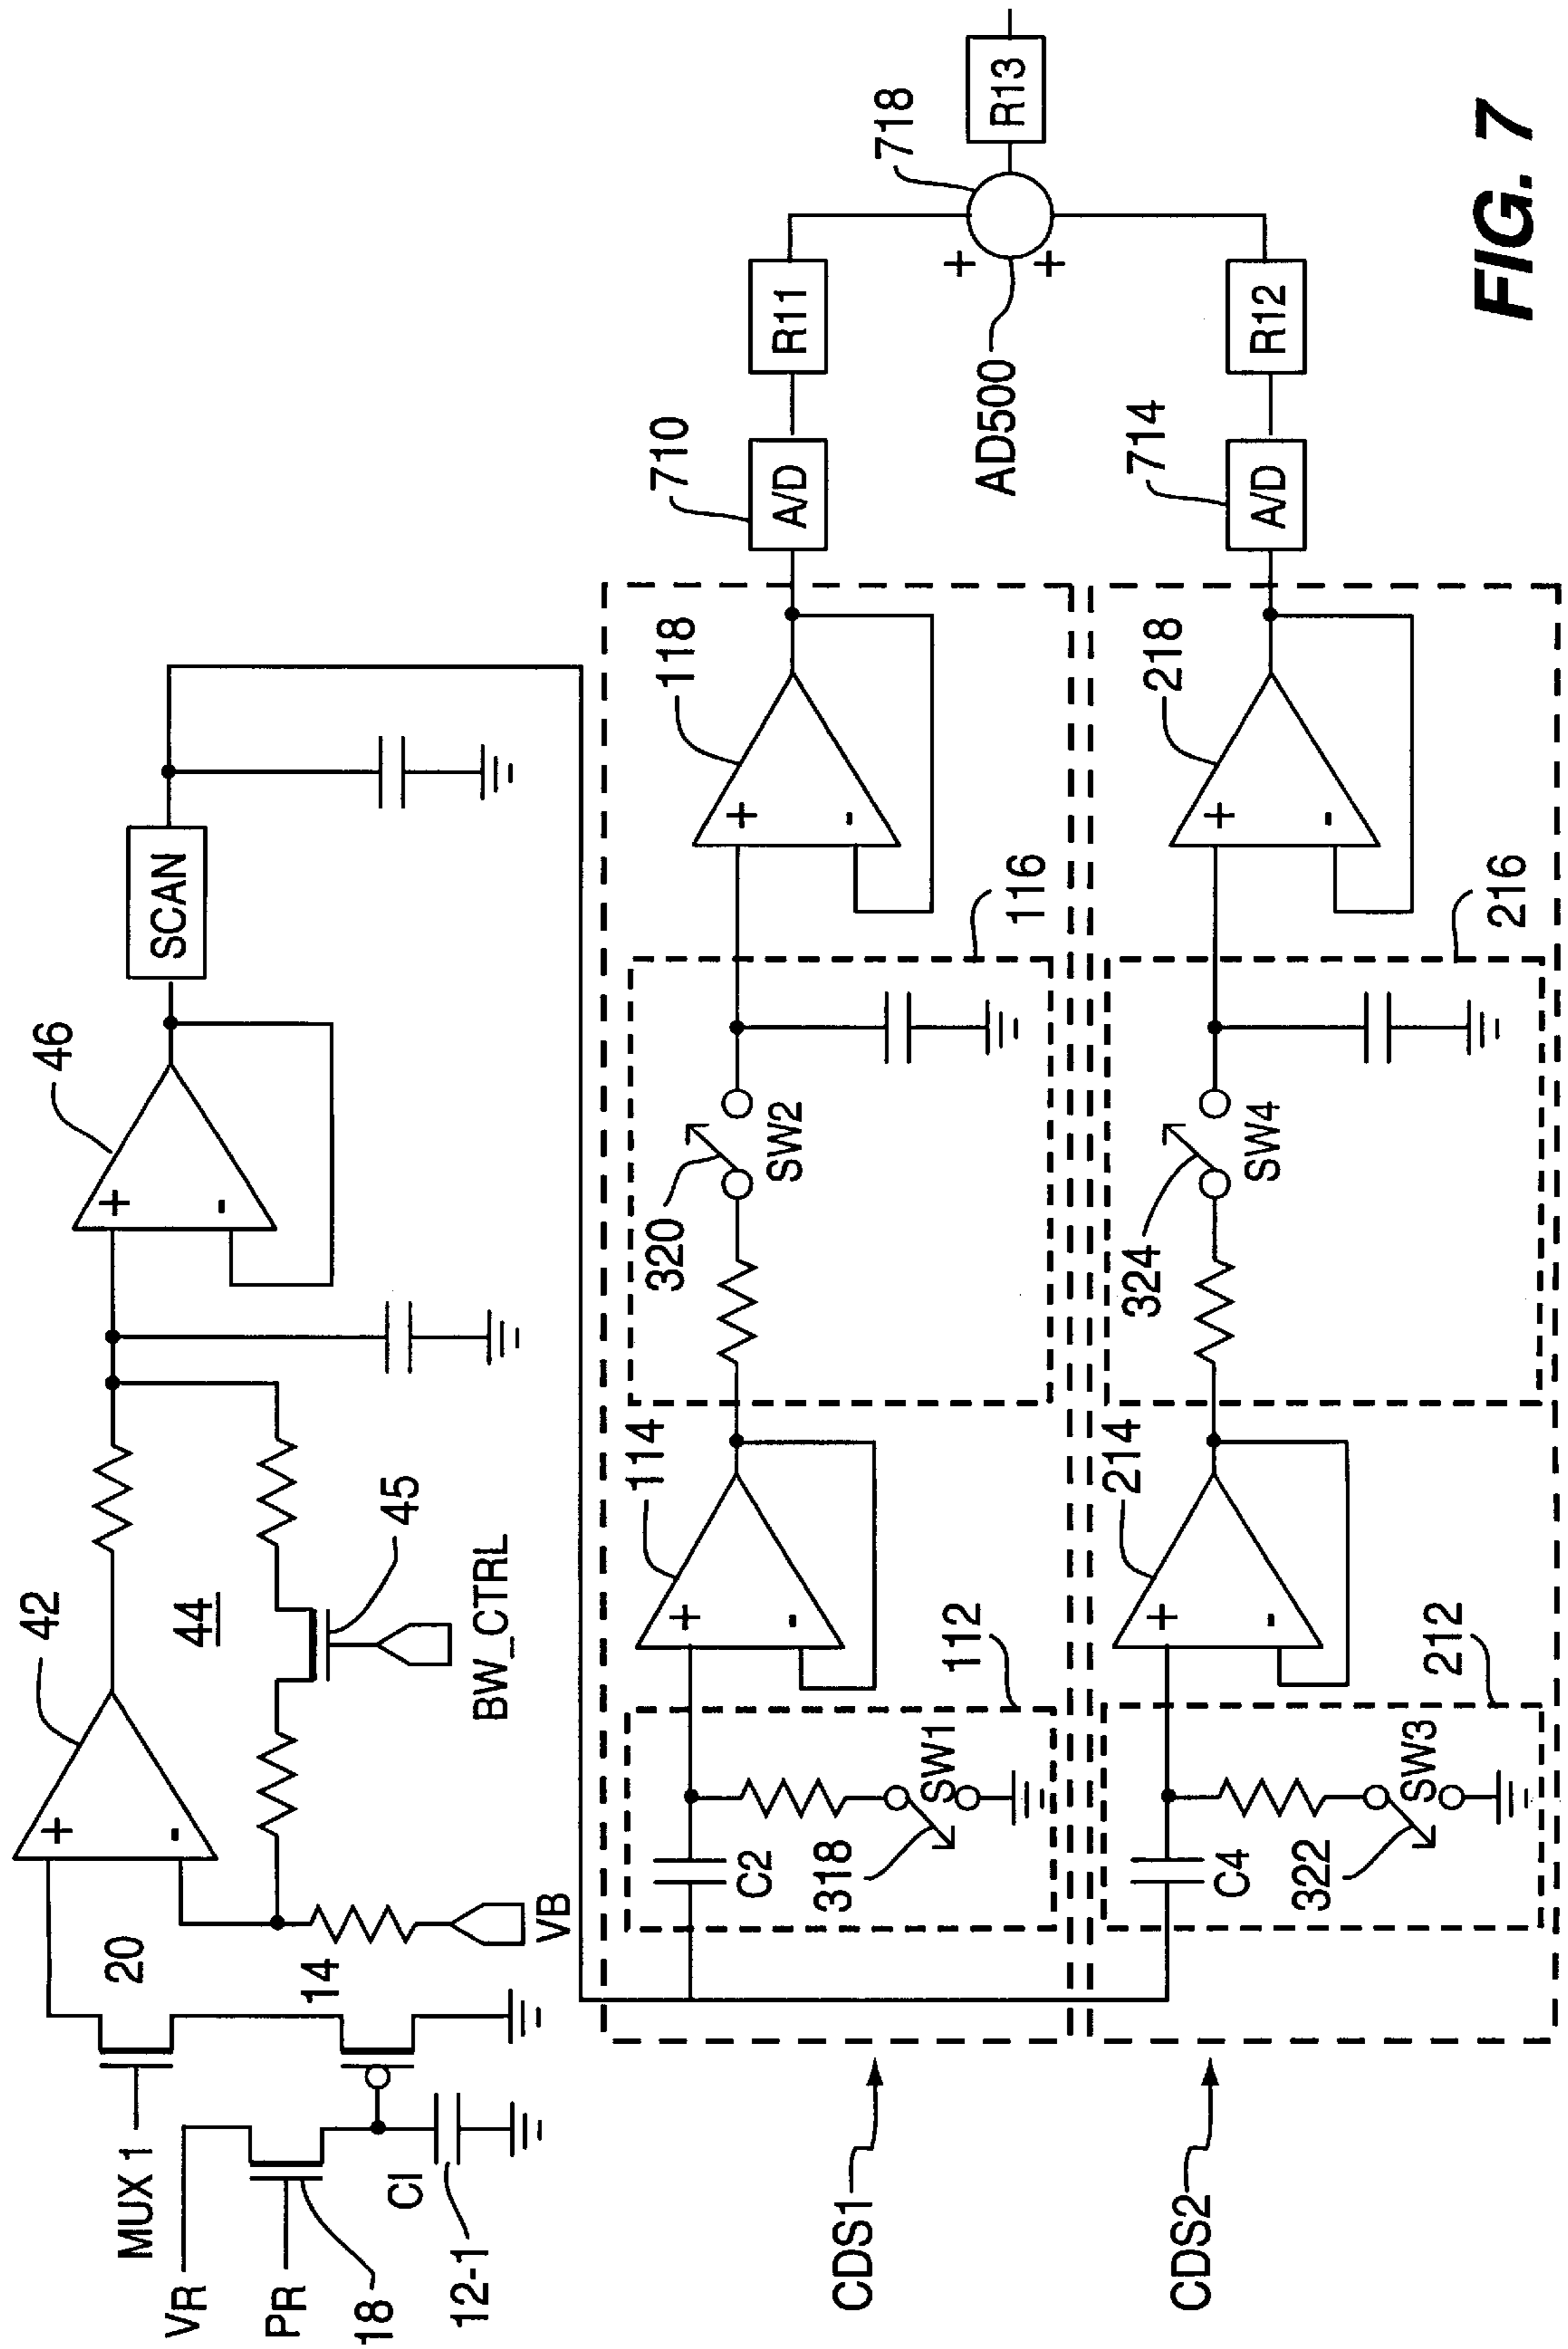 MUX 1
VR
PR
18
CI
12-1
20
14
+
-
42
44
45
BW_CTRL
VB
+
-
46
SCAN
CDS1
C2
318
SW1
112
+
-
114
320
SW2
116
+
-
118
A/D
710
R11
CDS2
C4
322
SW3
212
+
-
214
324
SW4
216
+
-
218
A/D
714
R12
+
+
AD500
718
R13
FIG. 7